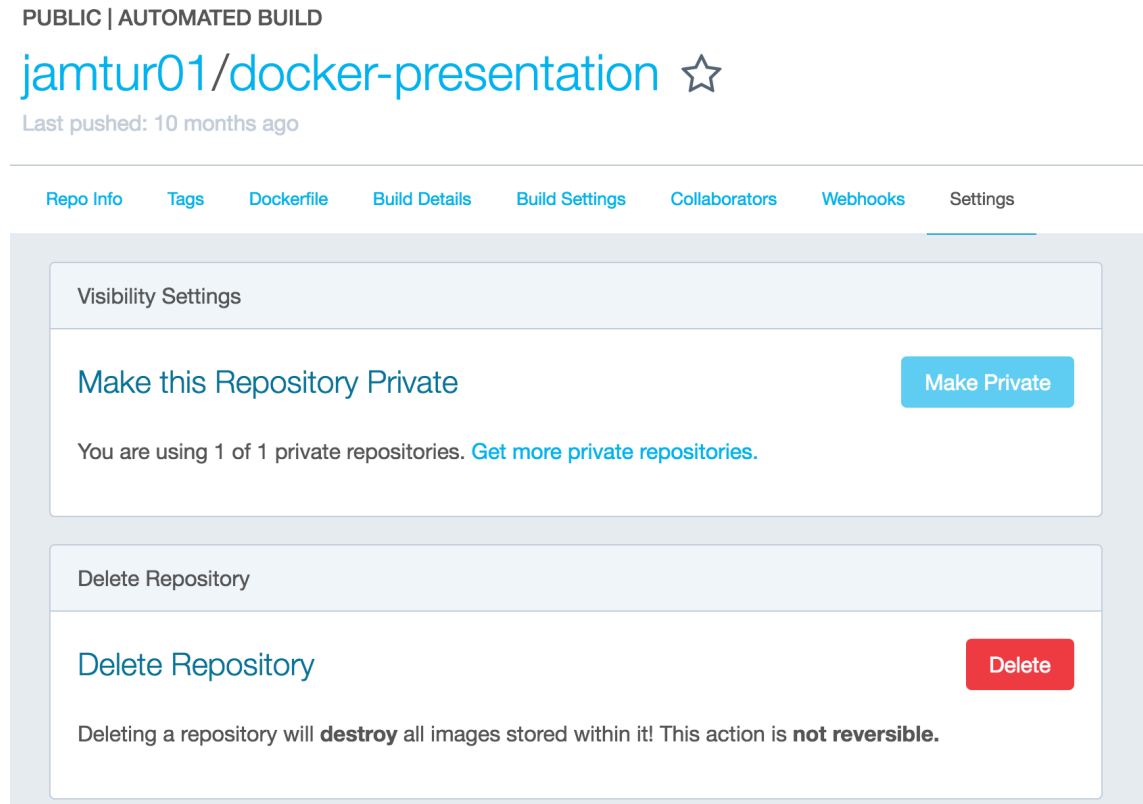 PUBLIC | AUTOMATED BUILD
jamtur01/docker-presentation
Last pushed: 10 months ago
Repo Info Tags Dockerfile Build Details Build Settings Collaborators Webhooks Settings
Visibility Settings
Make this Repository Private Make Private
You are using 1 of 1 private repositories. Get more private repositories.
Delete Repository
Delete Repository Delete
Deleting a repository will destroy all images stored within it! This action is not reversible.